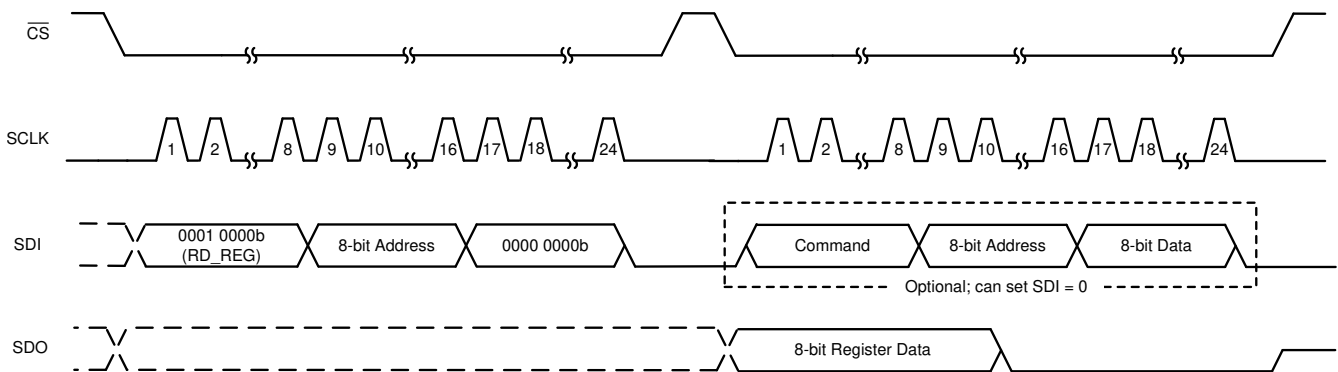 CS
SCLK
1 2 8 9 10 16 17 18 24 1 2 8 9 10 16 17 18 24
SDI
0001 0000b
(RD_REG)
8-bit Address
0000 0000b
Command
8-bit Address
8-bit Data
Optional; can set SDI = 0
SDO
8-bit Register Data